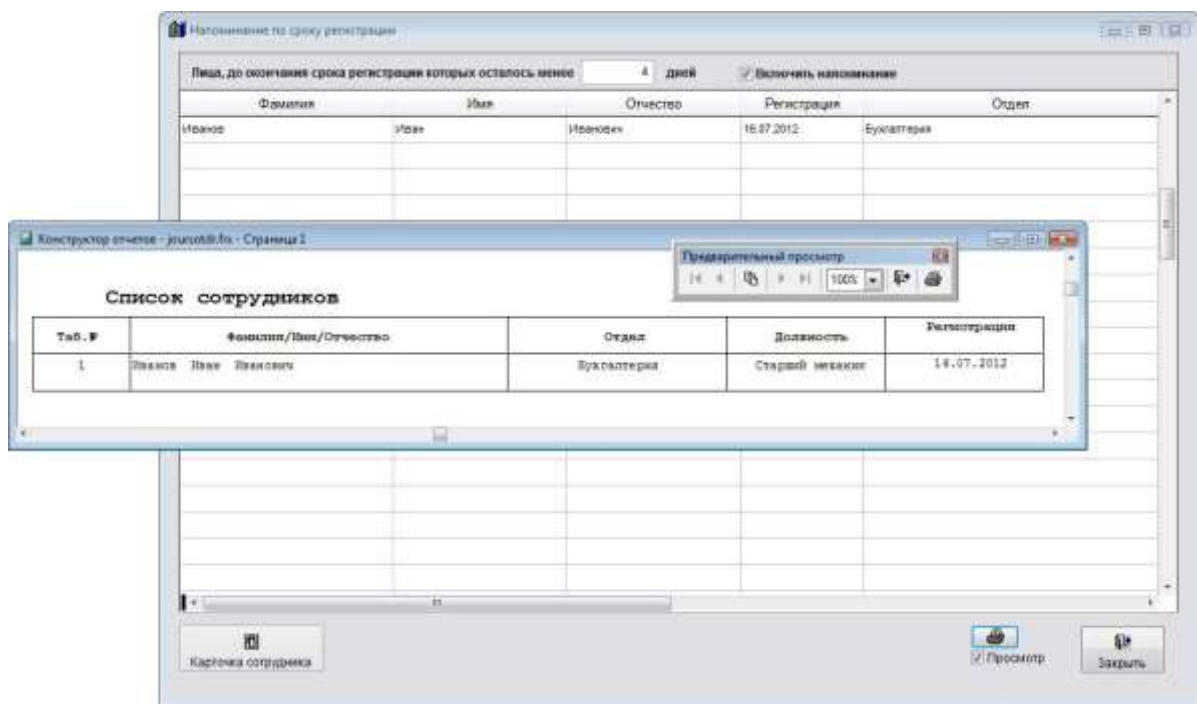 Напоминание по сроку регистрации
Лица, до окончания срока регистрации которых осталось менее 4 дней Включить напоминание
Фамилия Имя Отчество Регистрация Отдел
Иванов Иван Иванович 16.07.2012 Бухгалтерия
Конструктор отчетов - - Страница 1
Предварительный просмотр
100%
Список сотрудников
Таб.№ Фамилия/Имя/Отчество Отдел Должность Регистрация
1 Иванов Иван Иванович Бухгалтерия Старший механик 16.07.2012
Карточка сотрудника
Просмотр
Закрыть